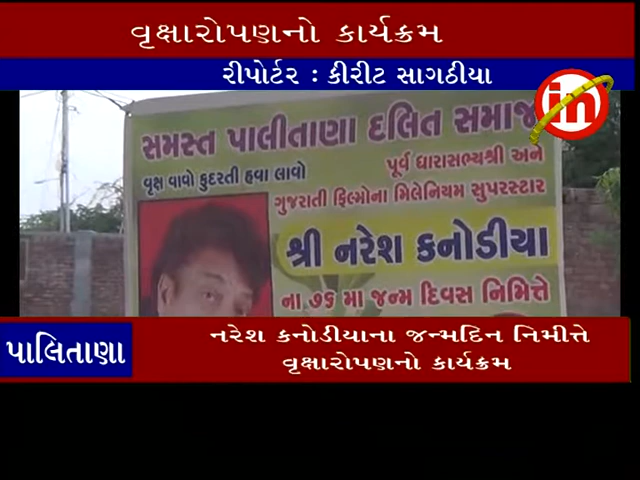 વૃક્ષારોપણનો કાર્યક્રમ
રીપોર્ટર : કીરીટ સાગઠીયા
in
સમસ્ત પાલીતાણા દલિત સમાજ
વૃક્ષ વાવો કુદરતી હવા લાવો
પૂર્વ ધારાસભ્યશ્રી અને
ગુજરાતી ફિલ્મોના મિલેનિયમ સુપરસ્ટાર
શ્રી નરેશ કનોડીયા
ના ૭૬ મા જન્મ દિવસ નિમિત્તે
પાલિતાણા
નરેશ કનોડીયાના જન્મદિન નિમીત્તે
વૃક્ષારોપણનો કાર્યક્રમ